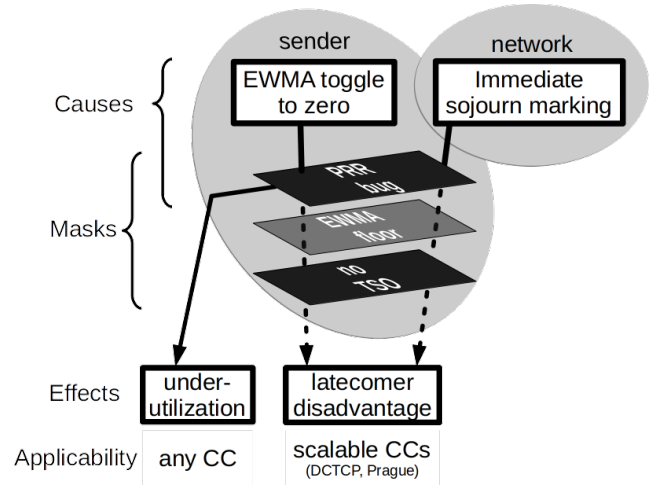 sender
network
Causes
EWMA toggle
to zero
Immediate
sojourn marking
PRR
bug
Masks
EWMA
floor
no
TSO
Effects
under-
utilization
latecomer
disadvantage
Applicability
any CC
scalable CCs
(DCTCP, Prague)